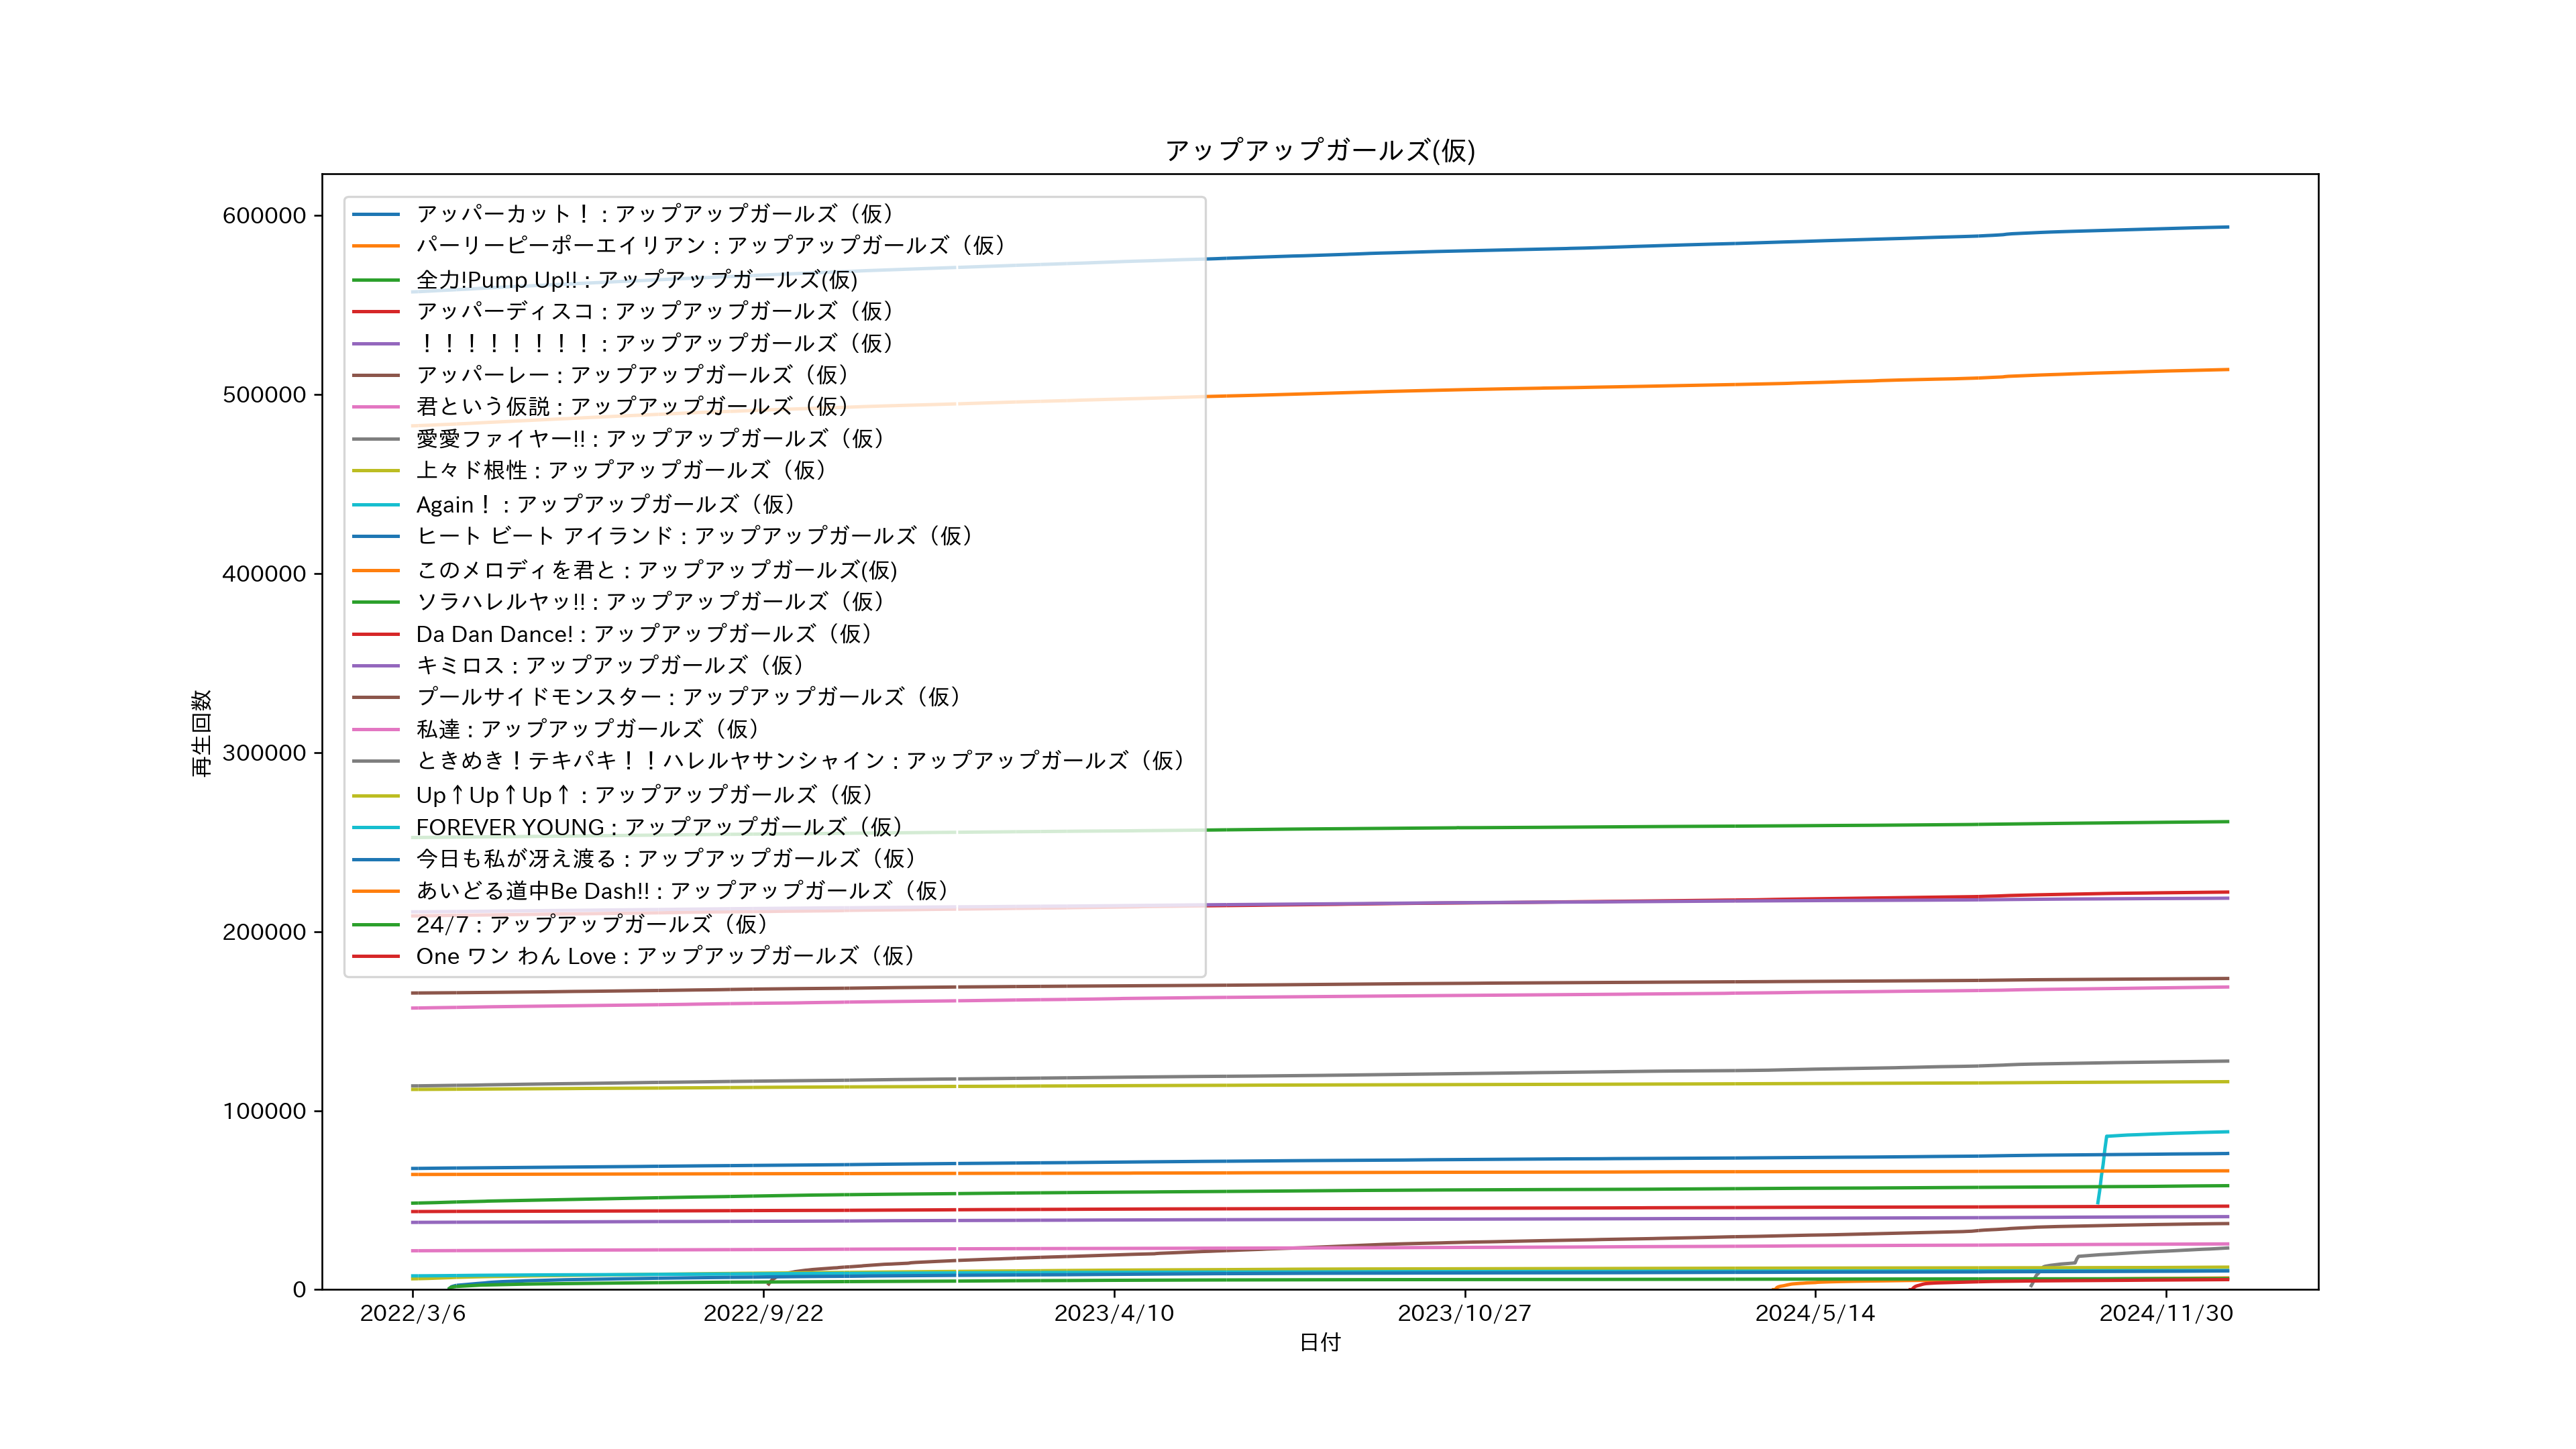 アップアップガールズ(仮)
アッパーカット！ : アップアップガールズ（仮）
パーリーピーポーエイリアン : アップアップガールズ（仮）
全力!Pump Up!! : アップアップガールズ(仮)
アッパーディスコ : アップアップガールズ（仮）
！！！！！！！！ : アップアップガールズ（仮）
アッパーレー : アップアップガールズ（仮）
君という仮説 : アップアップガールズ（仮）
愛愛ファイヤー!! : アップアップガールズ（仮）
上々ド根性 : アップアップガールズ（仮）
Again！ : アップアップガールズ（仮）
ヒート ビート アイランド : アップアップガールズ（仮）
このメロディを君と : アップアップガールズ(仮)
ソラハレルヤッ!! : アップアップガールズ（仮）
Da Dan Dance! : アップアップガールズ（仮）
キミロス : アップアップガールズ（仮）
プールサイドモンスター : アップアップガールズ（仮）
私達 : アップアップガールズ（仮）
ときめき！テキパキ！！ハレルヤサンシャイン : アップアップガールズ（仮）
Up↑Up↑Up↑ : アップアップガールズ（仮）
FOREVER YOUNG : アップアップガールズ（仮）
今日も私が冴え渡る : アップアップガールズ（仮）
あいどる道中Be Dash!! : アップアップガールズ（仮）
24/7 : アップアップガールズ（仮）
One ワン わん Love : アップアップガールズ（仮）
再生回数
600000
500000
400000
300000
200000
100000
0
2022/3/6
2022/9/22
2023/4/10
2023/10/27
2024/5/14
2024/11/30
日付